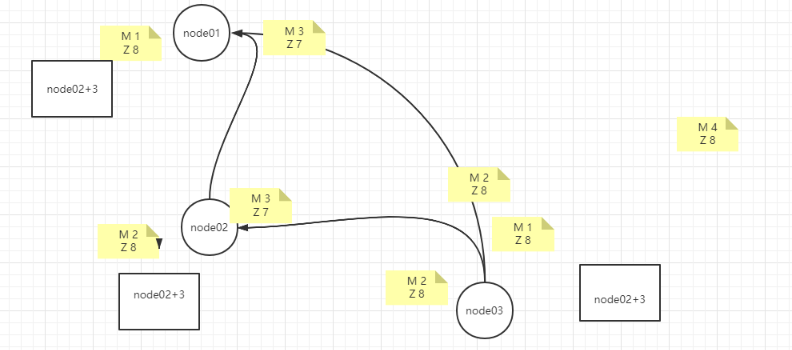 node01
M 1
Z 8
M 3
Z 7
node02+3
M 4
Z 8
M 2
Z 8
M 3
Z 7
node02
M 1
Z 8
M 2
Z 8
M 2
Z 8
node02+3
node03
node02+3